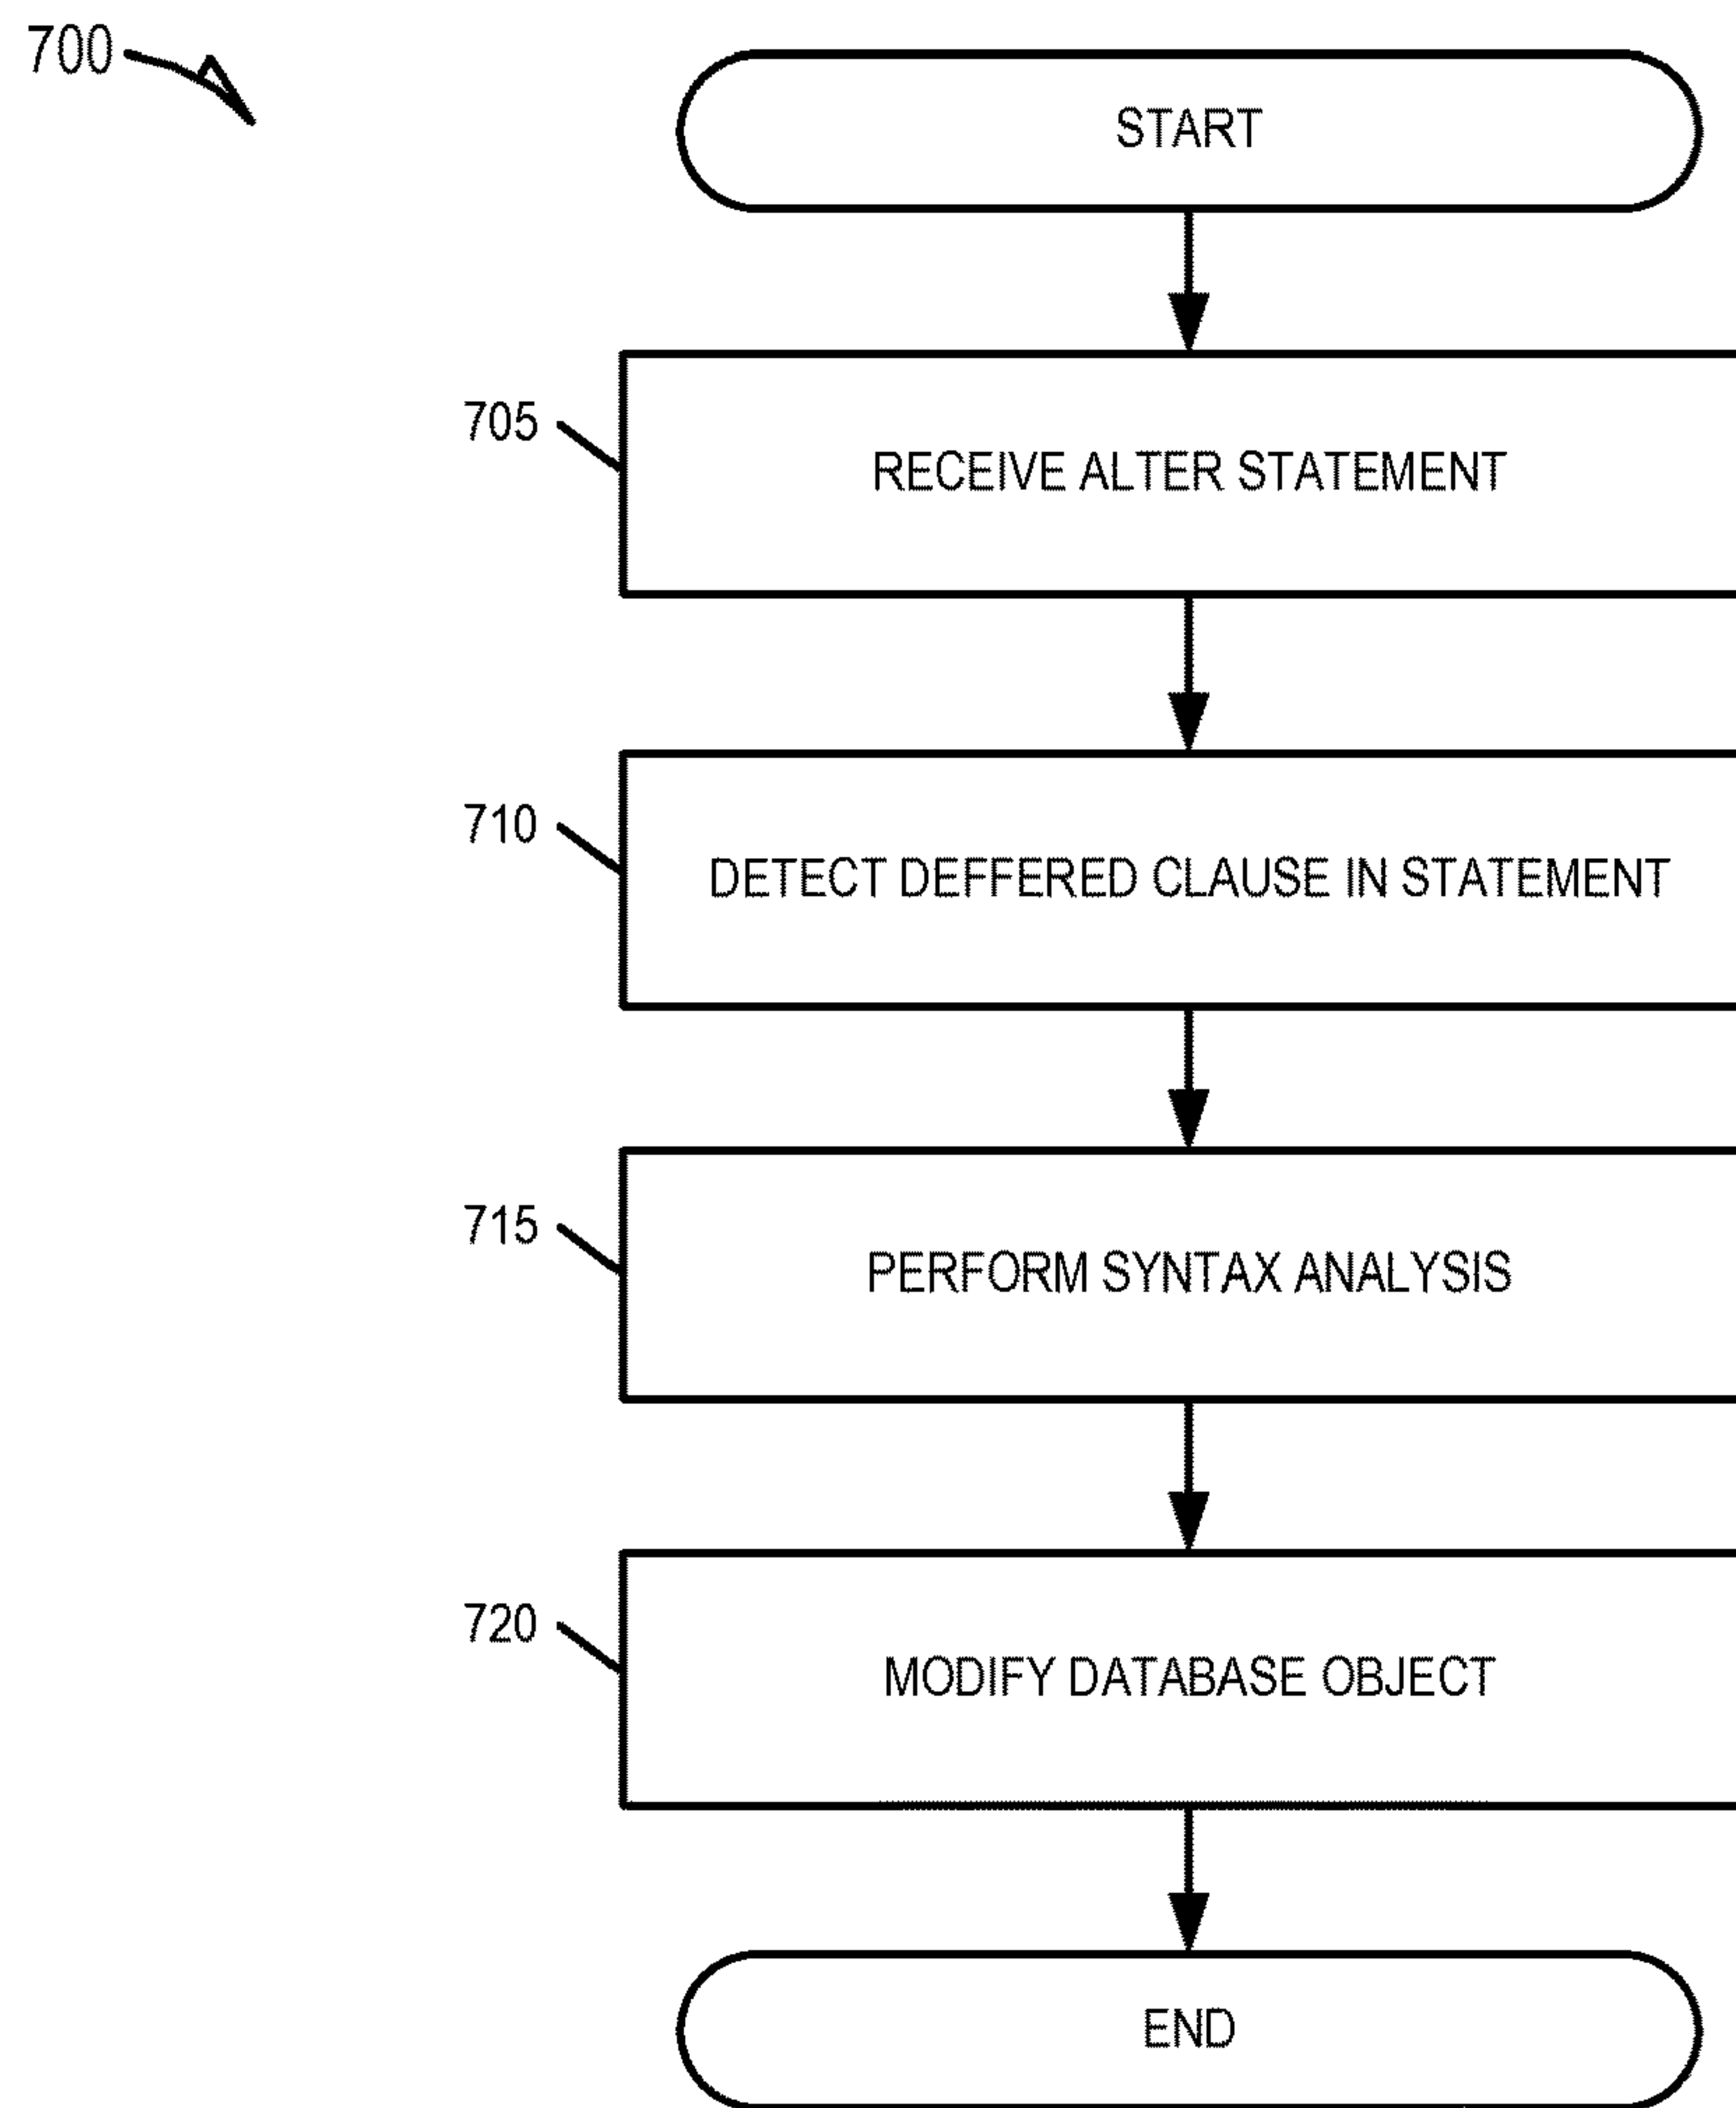 700
START
705
RECEIVE ALTER STATEMENT
710
DETECT DEFFERED CLAUSE IN STATEMENT
715
PERFORM SYNTAX ANALYSIS
720
MODIFY DATABASE OBJECT
END